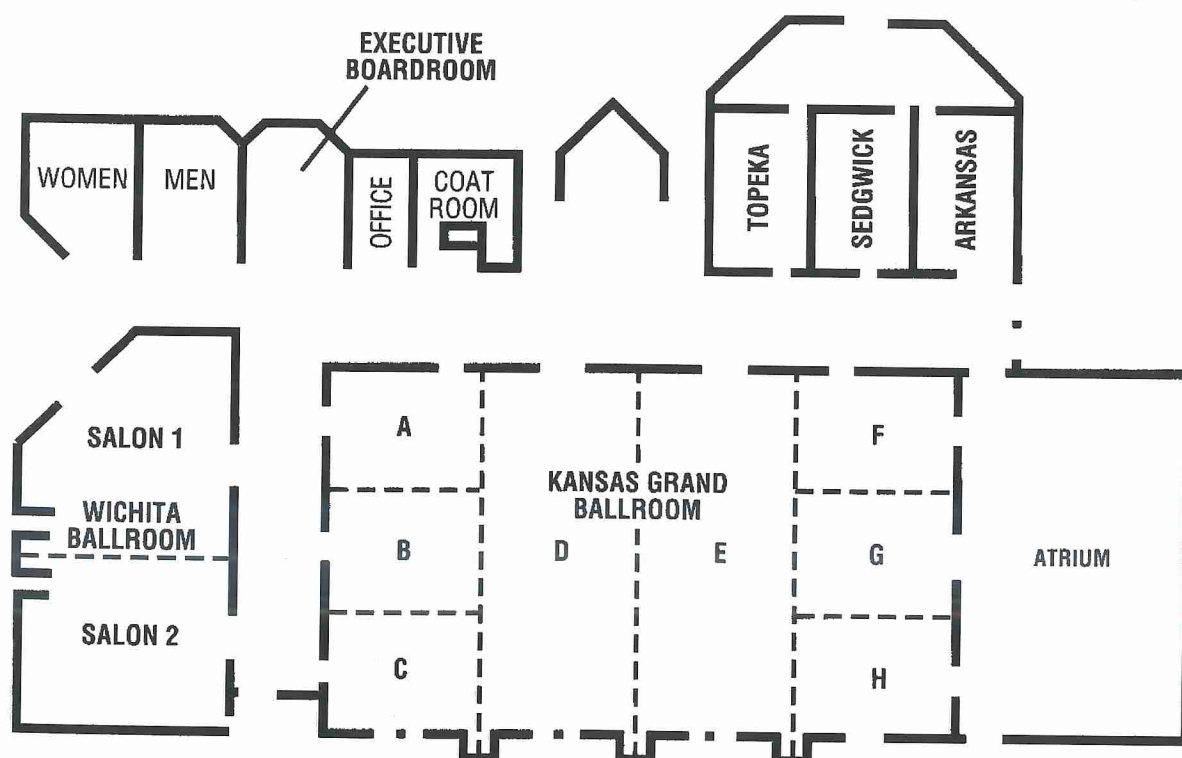 EXECUTIVE
BOARDROOM
WOMEN
MEN
OFFICE
COAT
ROOM
TOPEKA
SEDGWICK
ARKANSAS
SALON 1
WICHITA
BALLROOM
SALON 2
A
B
C
KANSAS GRAND
BALLROOM
D
E
F
G
H
ATRIUM